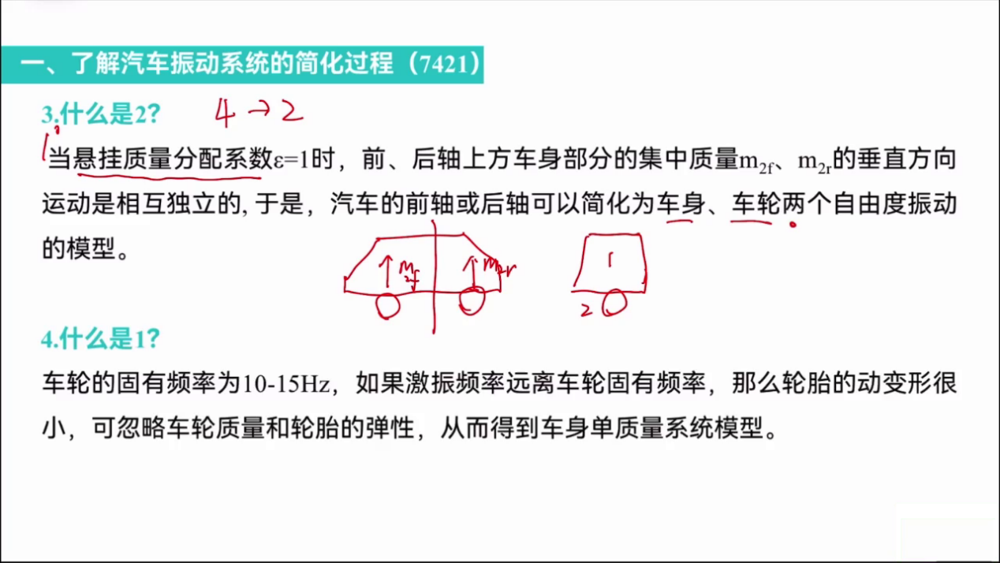 一、了解汽车振动系统的简化过程（7421）
3.什么是2？ 4→2
当悬挂质量分配系数ε=1时，前、后轴上方车身部分的集中质量m2f、m2r的垂直方向
运动是相互独立的, 于是，汽车的前轴或后轴可以简化为车身、车轮两个自由度振动
的模型。
m2f m2r 1
2
4.什么是1？
车轮的固有频率为10-15Hz，如果激振频率远离车轮固有频率，那么轮胎的动变形很
小，可忽略车轮质量和轮胎的弹性，从而得到车身单质量系统模型。